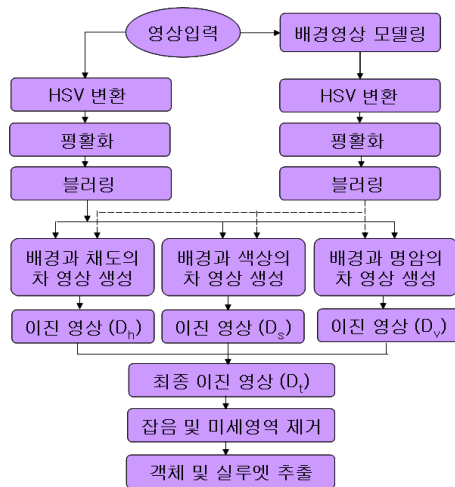 영상입력
배경영상 모델링
HSV 변환
HSV 변환
평활화
평활화
블러링
블러링
배경과 채도의
차 영상 생성
배경과 색상의
차 영상 생성
배경과 명암의
차 영상 생성
이진 영상 (Dh)
이진 영상 (Ds)
이진 영상 (Dv)
최종 이진 영상 (Dt)
잡음 및 미세영역 제거
객체 및 실루엣 추출